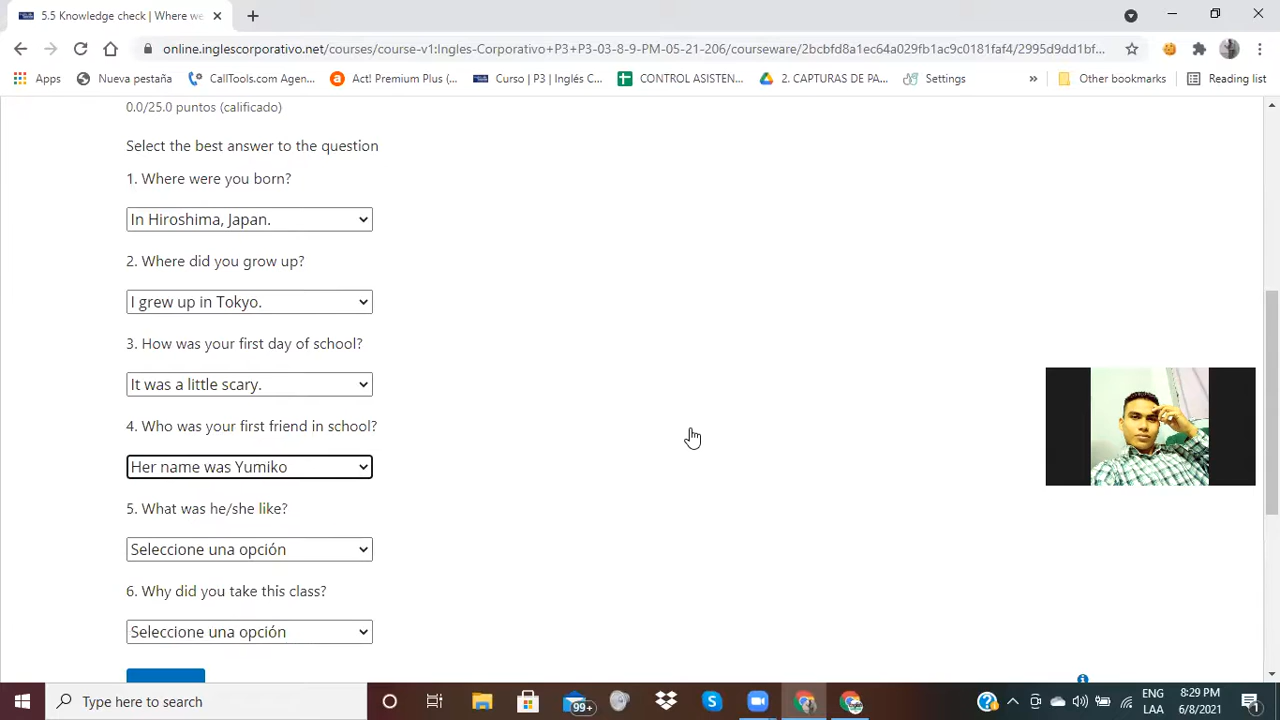 5.5 Knowledge check | Where we
online.inglescorporativo.net/courses/course-v1:Ingles-Corporativo+P3+P3-03-8-9-PM-05-21-206/courseware/2bcbfd8a1ec64a029fb1ac9c0181faf4/2995d9dd1bf...
Apps Nueva pestaña CallTools.com Agen... Act! Premium Plus (... Curso | P3 | Inglés C... CONTROL ASISTEN... 2. CAPTURAS DE PA... Settings » Other bookmarks Reading list
0.0/25.0 puntos (calificado)
Select the best answer to the question
1. Where were you born?
In Hiroshima, Japan.
2. Where did you grow up?
I grew up in Tokyo.
3. How was your first day of school?
It was a little scary.
4. Who was your first friend in school?
Her name was Yumiko
5. What was he/she like?
Seleccione una opción
6. Why did you take this class?
Seleccione una opción
Type here to search
99+
ENG
LAA
8:29 PM
6/8/2021
1